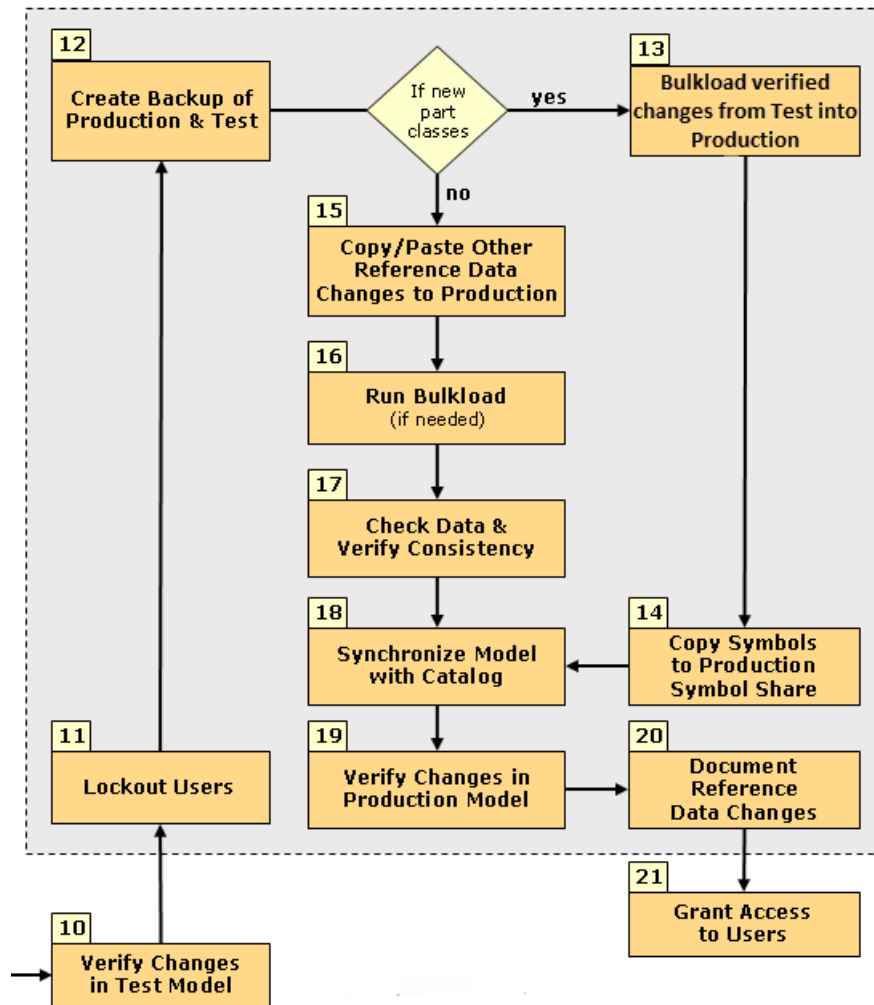 12
Create Backup of
Production & Test
If new
part
classes
yes
13
Bulkload verified
changes from Test into
Production
no
15
Copy/Paste Other
Reference Data
Changes to Production
16
Run Bulkload
(if needed)
17
Check Data &
Verify Consistency
18
Synchronize Model
with Catalog
14
Copy Symbols
to Production
Symbol Share
11
Lockout Users
19
Verify Changes in
Production Model
20
Document
Reference
Data Changes
21
Grant Access
to Users
10
Verify Changes
in Test Model